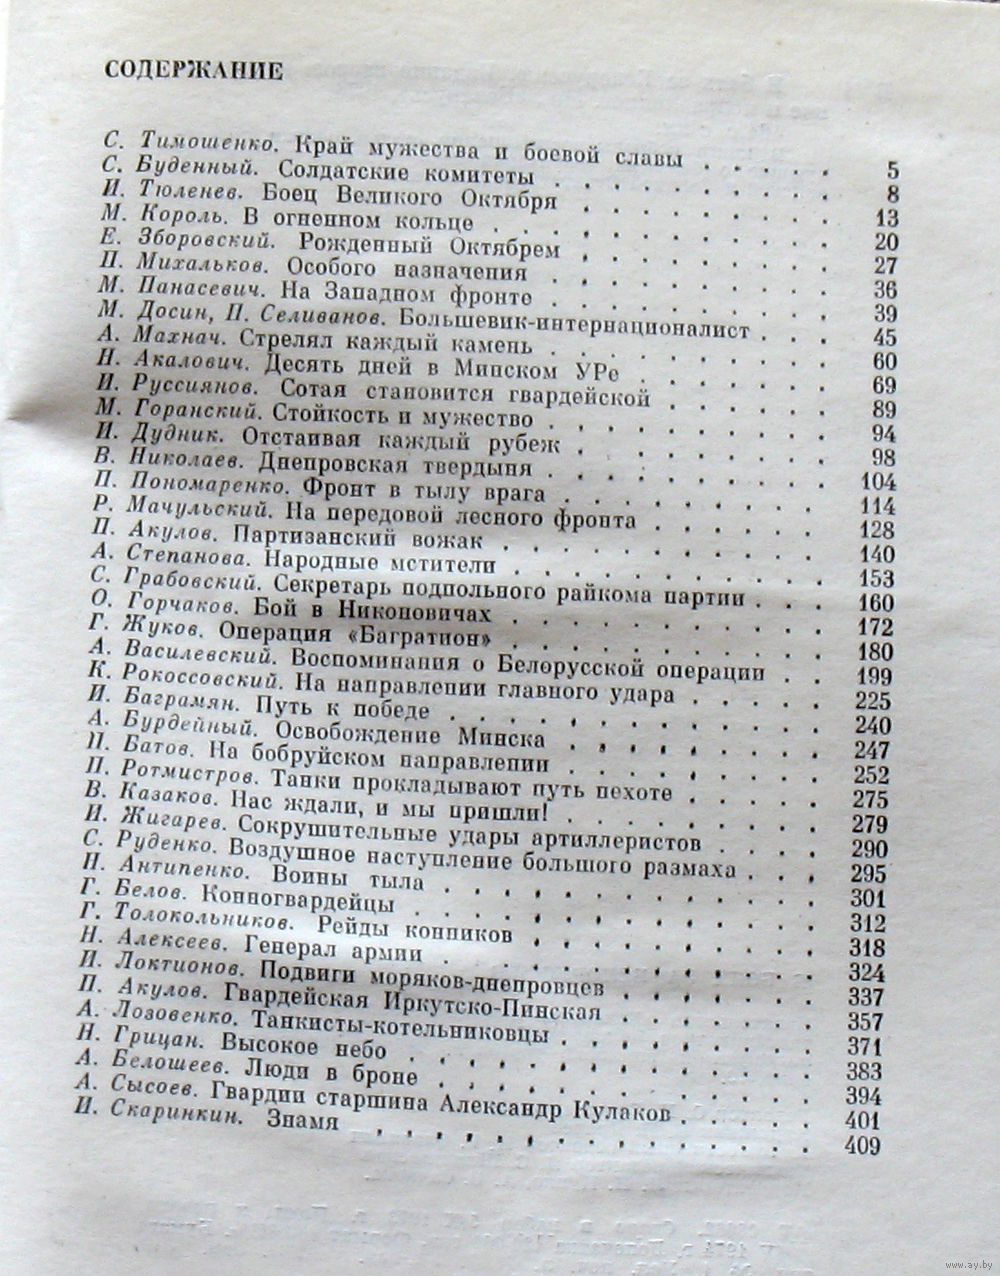 СОДЕРЖАНИЕ
С. Тимошенко. Край мужества и боевой славы . . . . . 5
С. Буденный. Солдатские комитеты . . . . . . . . . . 8
И. Тюленев. Боец Великого Октября . . . . . . . . . 13
М. Король. В огненном кольце . . . . . . . . . . . . 20
Е. Зборовский. Рожденный Октябрем . . . . . . . . . 27
П. Михальков. Особого назначения . . . . . . . . . . 36
М. Панасевич. На Западном фронте . . . . . . . . . . 39
М. Досин, П. Селиванов. Большевик-интернационалист . . . 45
А. Махнач. Стрелял каждый камень . . . . . . . . . . 60
Н. Акалович. Десять дней в Минском УРе . . . . . . . 69
И. Руссиянов. Сотая становится гвардейской . . . . . . 89
М. Горанский. Стойкость и мужество . . . . . . . . . 94
И. Дудник. Отстаивая каждый рубеж . . . . . . . . . 98
В. Николаев. Днепровская твердыня . . . . . . . . . . 104
П. Пономаренко. Фронт в тылу врага . . . . . . . . . 114
Р. Мачульский. На передовой лесного фронта . . . . . . 128
П. Акулов. Партизанский вожак . . . . . . . . . . . 140
А. Степанова. Народные мстители . . . . . . . . . . . 153
С. Грабовский. Секретарь подпольного райкома партии . . . 160
О. Горчаков. Бой в Никоновичах . . . . . . . . . . . 172
Г. Жуков. Операция «Багратион» . . . . . . . . . . . 180
А. Василевский. Воспоминания о Белорусской операции . . 199
К. Рокоссовский. На направлении главного удара . . . . . 225
И. Баграмян. Путь к победе . . . . . . . . . . . . . 240
А. Бурдейный. Освобождение Минска . . . . . . . . . 247
П. Батов. На бобруйском направлении . . . . . . . . . 252
П. Ротмистров. Танки прокладывают путь пехоте . . . . . 275
В. Казаков. Нас ждали, и мы пришли! . . . . . . . . . 279
И. Жигарев. Сокрушительные удары артиллеристов . . . . 290
С. Руденко. Воздушное наступление большого размаха . . . 295
Н. Антипенко. Воины тыла . . . . . . . . . . . . . 301
Г. Белов. Конногвардейцы . . . . . . . . . . . . . . 312
Г. Толокольников. Рейды конников . . . . . . . . . . 318
Н. Алексеев. Генерал армии . . . . . . . . . . . . . 324
И. Локтионов. Подвиги моряков-днепровцев . . . . . . . 337
П. Акулов. Гвардейская Иркутско-Пинская . . . . . . . 357
А. Лозовенко. Танкисты-котельниковцы . . . . . . . . . 371
Н. Грицан. Высокое небо . . . . . . . . . . . . . . 383
А. Белошеев. Люди в броне . . . . . . . . . . . . . 394
А. Сысоев. Гвардии старшина Александр Кулаков . . . . . 401
И. Скаринкин. Знамя . . . . . . . . . . . . . . . . 409
www.ay.by